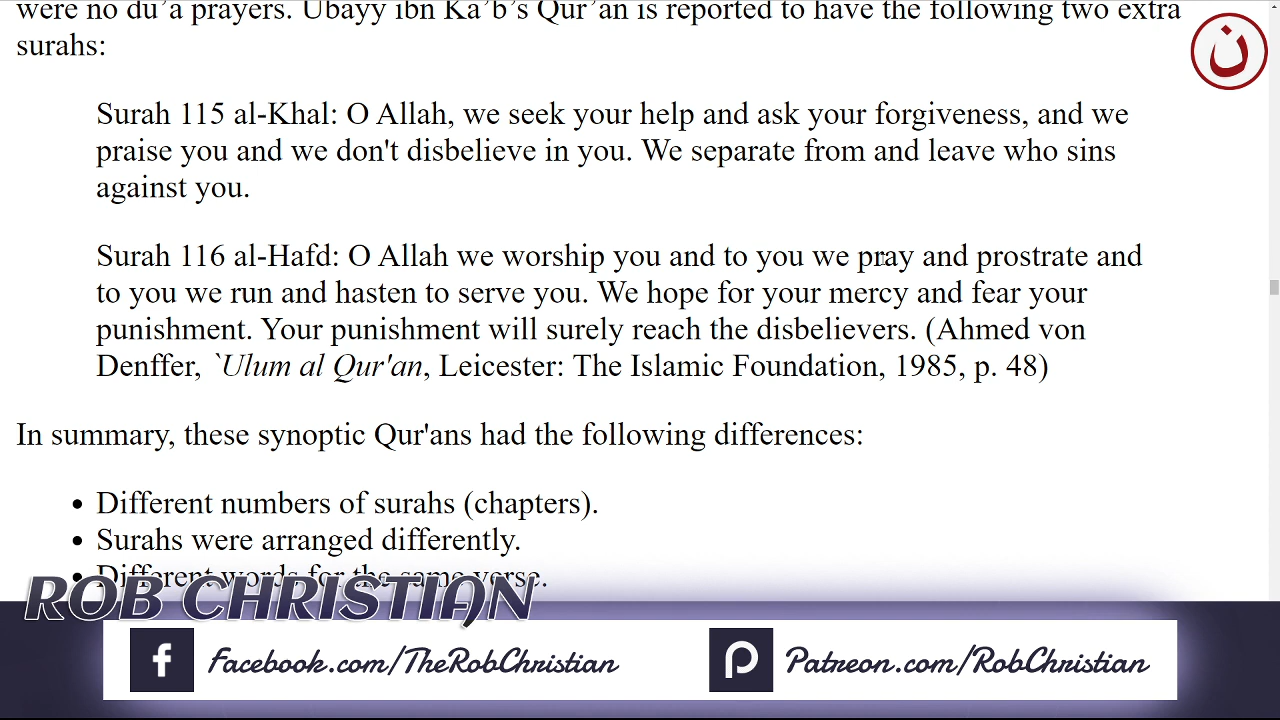 were no du’a prayers. Ubayy ibn Ka’b’s Qur’an is reported to have the following two extra
surahs:
ن
Surah 115 al-Khal: O Allah, we seek your help and ask your forgiveness, and we
praise you and we don't disbelieve in you. We separate from and leave who sins
against you.
Surah 116 al-Hafd: O Allah we worship you and to you we pray and prostrate and
to you we run and hasten to serve you. We hope for your mercy and fear your
punishment. Your punishment will surely reach the disbelievers. (Ahmed von
Denffer, `Ulum al Qur'an, Leicester: The Islamic Foundation, 1985, p. 48)
In summary, these synoptic Qur'ans had the following differences:
• Different numbers of surahs (chapters).
• Surahs were arranged differently.
• Different words for the same verse.
ROB CHRISTIAN
f Facebook.com/TheRobChristian
Patreon.com/RobChristian